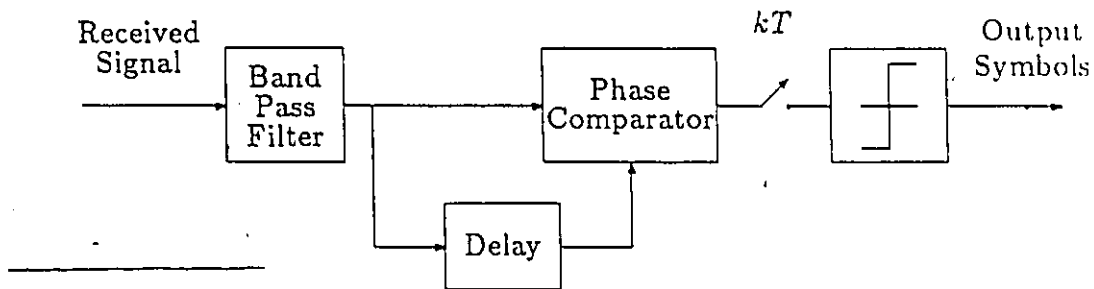 Received
Signal
Band
Pass
Filter
Delay
Phase
Comparator
kT
Output
Symbols